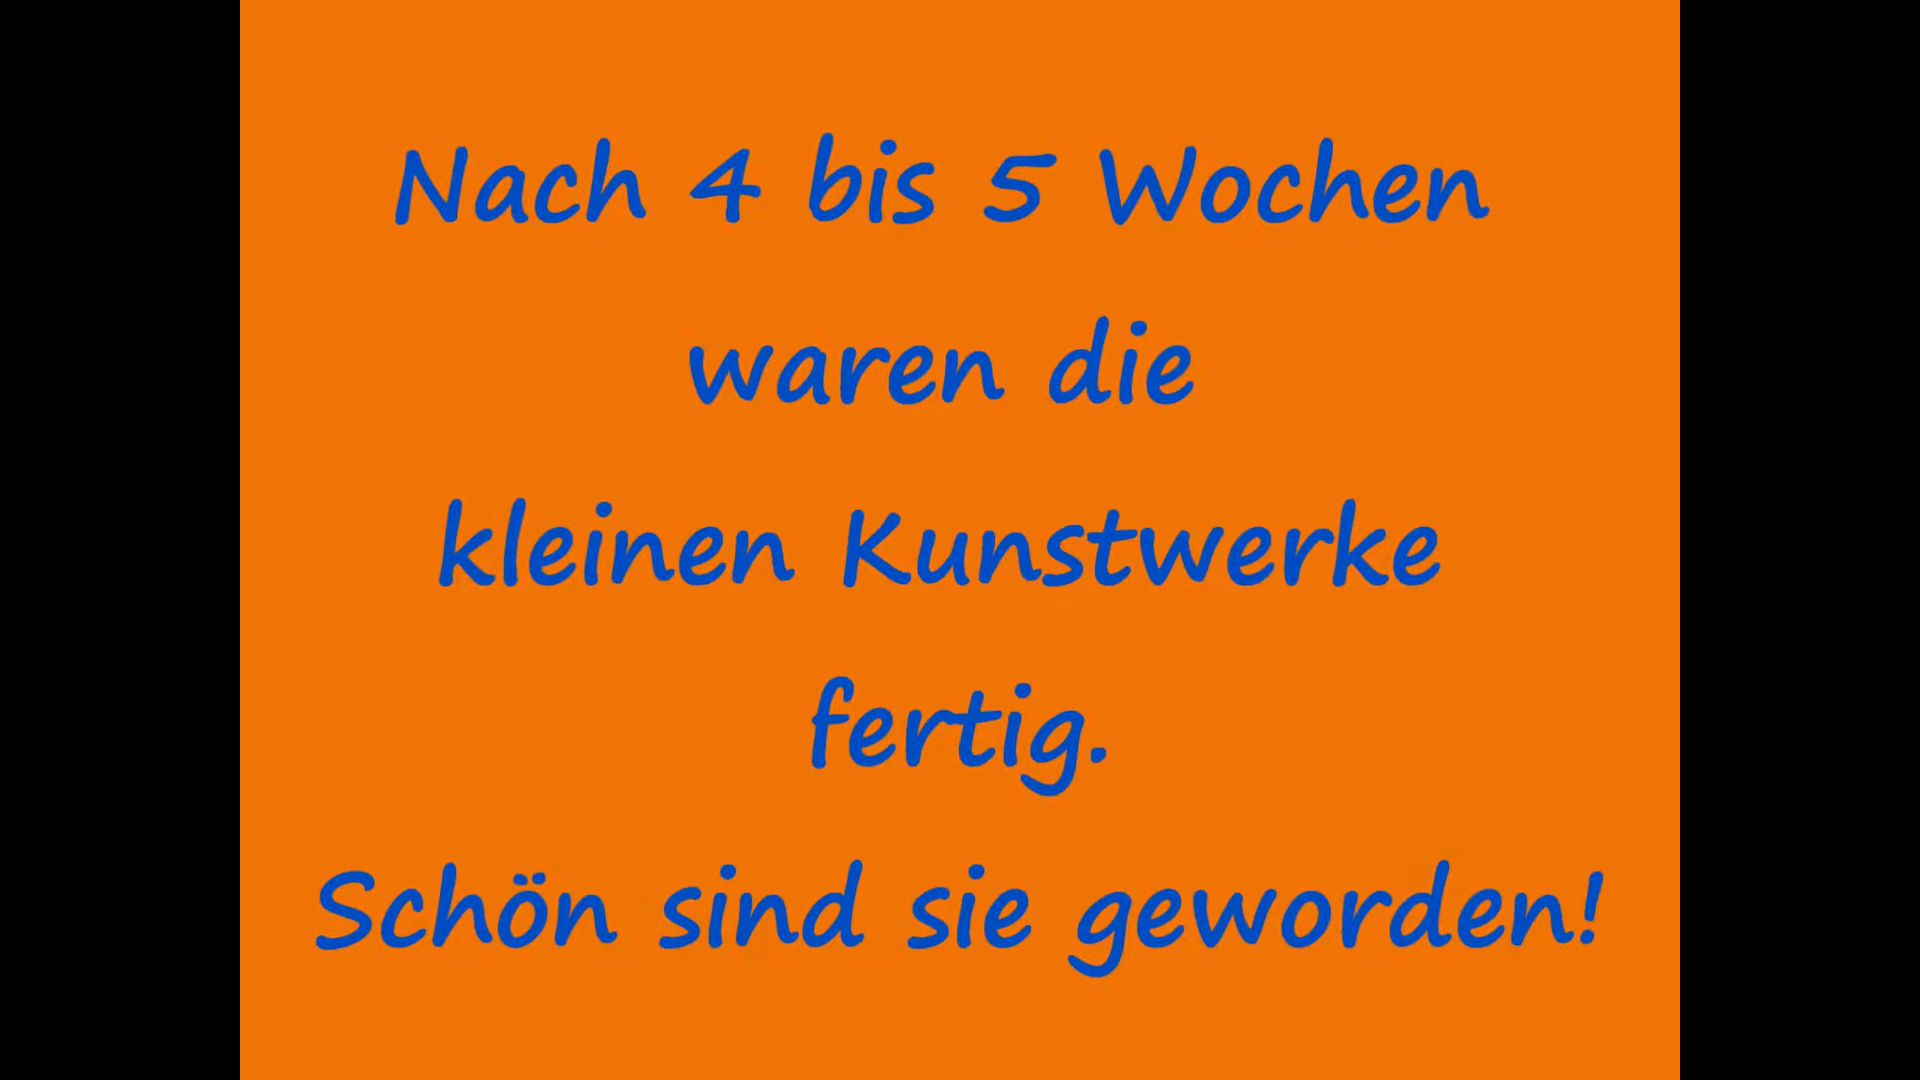 Nach 4 bis 5 Wochen
waren die
kleinen Kunstwerke
fertig.
Schön sind sie geworden!